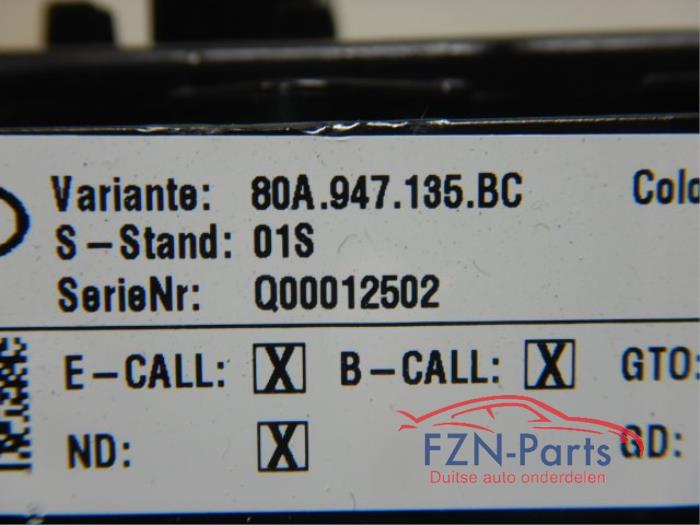 Variante: 80A.947.135.BC
S-Stand: 01S
SerieNr: Q00012502
E-CALL: X B-CALL: X GTO:
ND: X GD:
FZN-Parts
Duitse auto onderdelen